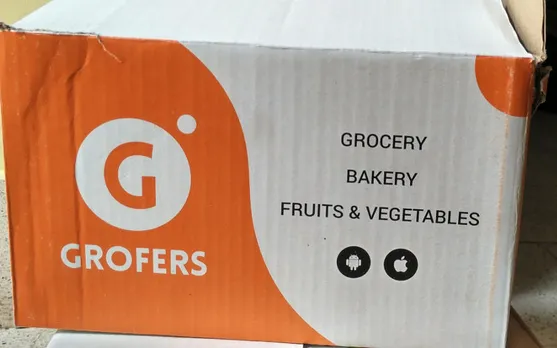 G
GROFERS
GROCERY
BAKERY
FRUITS & VEGETABLES